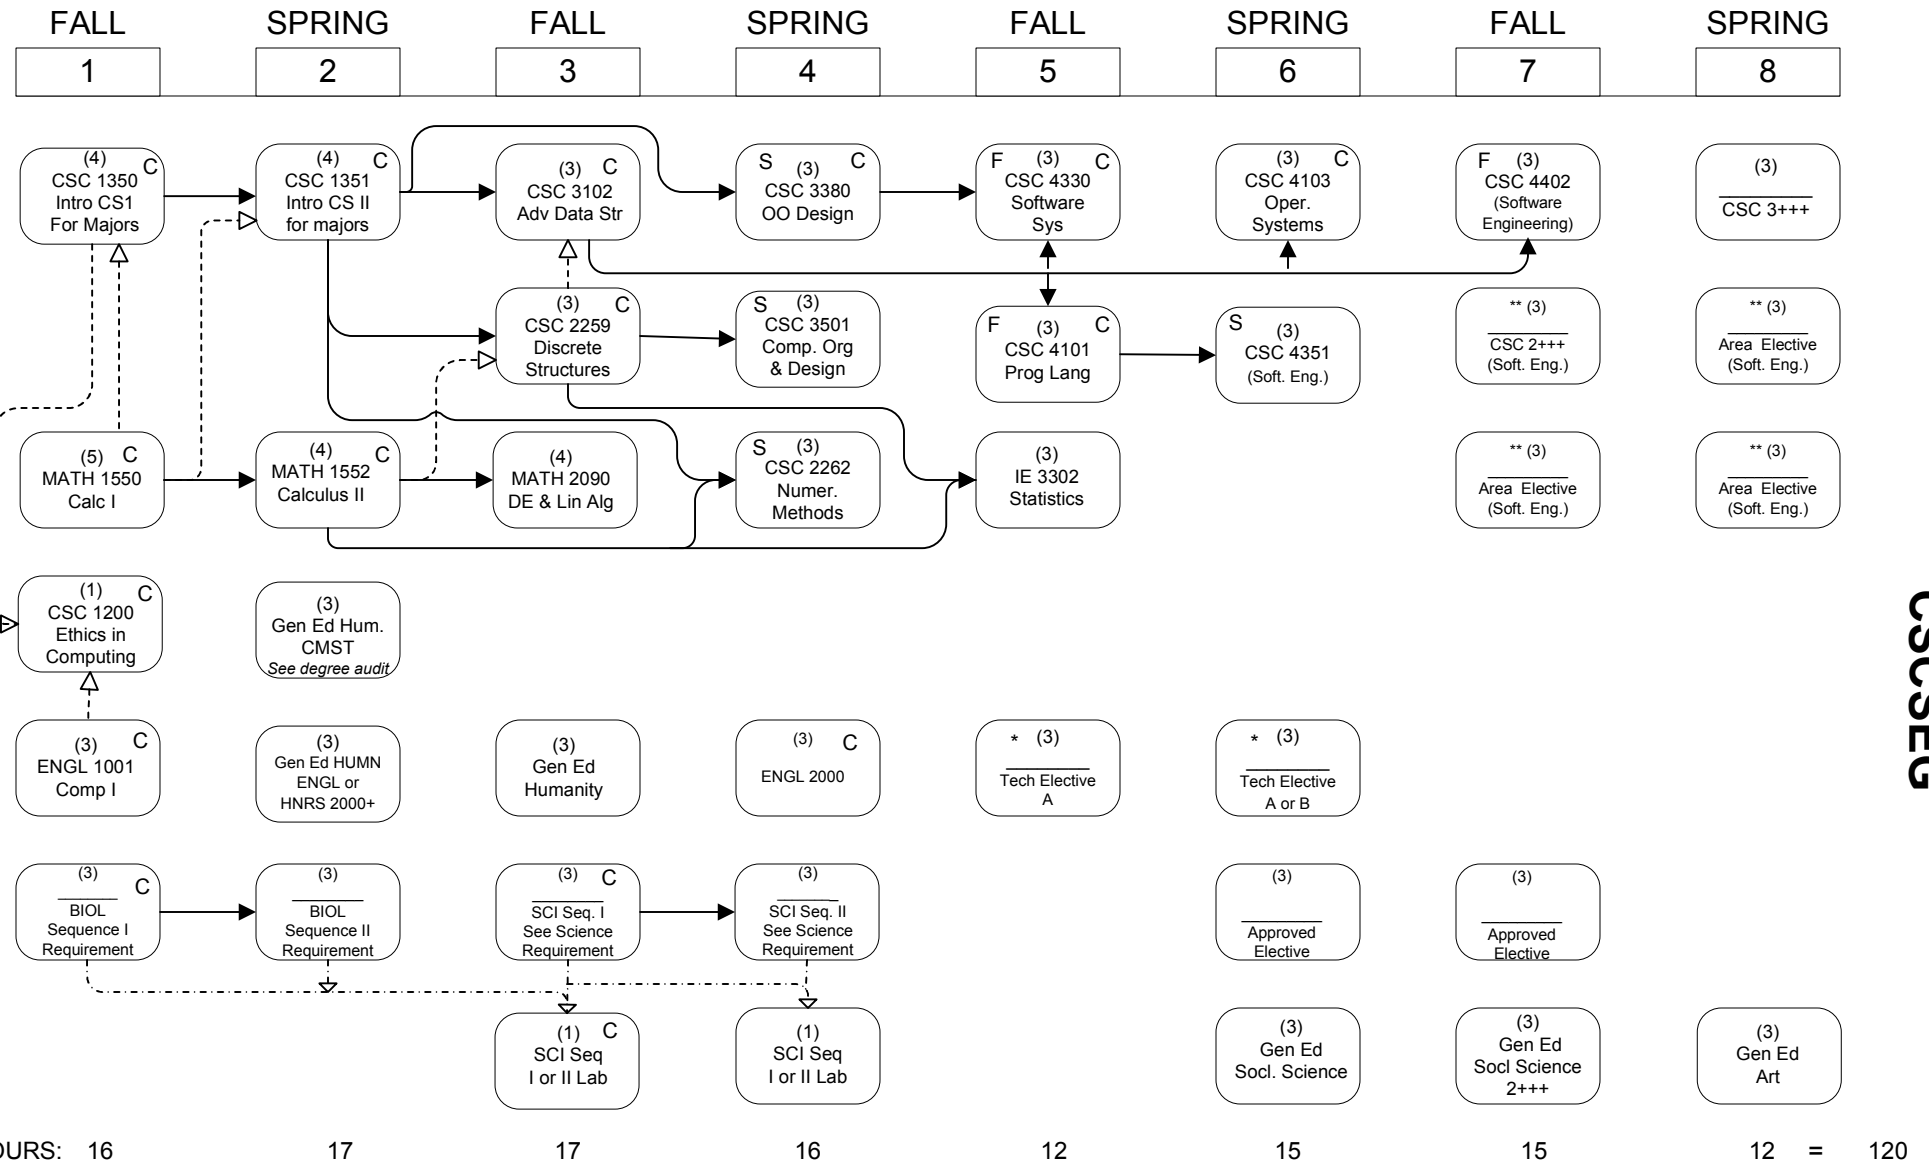 FALL SPRING FALL SPRING FALL SPRING FALL SPRING
1 2 3 4 5 6 7 8
(4) C
CSC 1350
Intro CS1
For Majors
(4) C
CSC 1351
Intro CS II
for majors
(3) C
CSC 3102
Adv Data Str
S (3) C
CSC 3380
OO Design
F (3) C
CSC 4330
Software
Sys
(3) C
CSC 4103
Oper.
Systems
F (3)
CSC 4402
(Software
Engineering)
(3)
CSC 3+++
(3) C
CSC 2259
Discrete
Structures
S (3)
CSC 3501
Comp. Org
& Design
F (3) C
CSC 4101
Prog Lang
S (3)
CSC 4351
(Soft. Eng.)
** (3)
CSC 2+++
(Soft. Eng.)
** (3)
Area Elective
(Soft. Eng.)
(5) C
MATH 1550
Calc I
(4) C
MATH 1552
Calculus II
(4)
MATH 2090
DE & Lin Alg
S (3)
CSC 2262
Numer.
Methods
(3)
IE 3302
Statistics
** (3)
Area Elective
(Soft. Eng.)
** (3)
Area Elective
(Soft. Eng.)
(1) C
CSC 1200
Ethics in
Computing
(3)
Gen Ed Hum.
CMST
See degree audit
CSCSEG
(3) C
ENGL 1001
Comp I
(3)
Gen Ed HUMN
ENGL or
HNRS 2000+
(3)
Gen Ed
Humanity
(3) C
ENGL 2000
* (3)
Tech Elective
A
* (3)
Tech Elective
A or B
(3) C
BIOL
Sequence I
Requirement
(3)
BIOL
Sequence II
Requirement
(3) C
SCI Seq. I
See Science
Requirement
(3)
SCI Seq. II
See Science
Requirement
(3)
Approved
Elective
(3)
Approved
Elective
(1) C
SCI Seq
I or II Lab
(1)
SCI Seq
I or II Lab
(3)
Gen Ed
Socl. Science
(3)
Gen Ed
Socl Science
2+++
(3)
Gen Ed
Art
OURS: 16 17 17 16 12 15 15 12 = 120